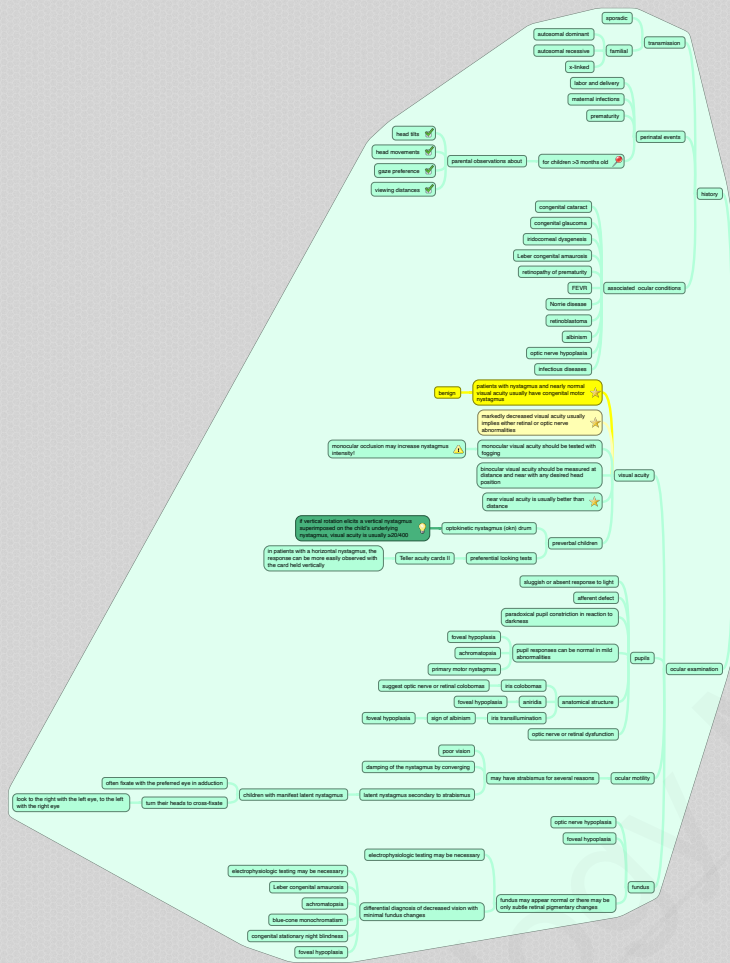 sporadic
autosomal dominant
autosomal recessive
familial
transmission
x-linked
labor and delivery
maternal infections
prematurity
perinatal events
head tilts
head movements
gaze preference
viewing distances
parental observations about
for children >3 months old
history
congenital cataract
congenital glaucoma
iridocorneal dysgenesis
Leber congenital amaurosis
retinopathy of prematurity
FEVR
associated ocular conditions
Norrie disease
retinoblastoma
albinism
optic nerve hypoplasia
infectious diseases
benign
patients with nystagmus and nearly normal
visual acuity usually have congenital motor
nystagmus
markedly decreased visual acuity usually
implies either retinal or optic nerve
abnormalities
monocular occlusion may increase nystagmus
intensity!
monocular visual acuity should be tested with
fogging
binocular visual acuity should be measured at
distance and near with any desired head
position
visual acuity
near visual acuity is usually better than
distance
if vertical rotation elicits a vertical nystagmus
superimposed on the child's underlying
nystagmus, visual acuity is usually ≥20/400
optokinetic nystagmus (okn) drum
preverbal children
in patients with a horizontal nystagmus, the
response can be more easily observed with
the card held vertically
Teller acuity cards II
preferential looking tests
sluggish or absent response to light
afferent defect
paradoxical pupil constriction in reaction to
darkness
foveal hypoplasia
achromatopsia
primary motor nystagmus
pupil responses can be normal in mild
abnormalities
pupils
ocular examination
suggest optic nerve or retinal colobomas
iris colobomas
foveal hypoplasia
aniridia
anatomical structure
foveal hypoplasia
sign of albinism
iris transillumination
optic nerve or retinal dysfunction
poor vision
damping of the nystagmus by converging
may have strabismus for several reasons
ocular motility
often fixate with the preferred eye in adduction
look to the right with the left eye, to the left
with the right eye
turn their heads to cross-fixate
children with manifest latent nystagmus
latent nystagmus secondary to strabismus
optic nerve hypoplasia
foveal hypoplasia
electrophysiologic testing may be necessary
fundus
fundus may appear normal or there may be
only subtle retinal pigmentary changes
electrophysiologic testing may be necessary
Leber congenital amaurosis
achromatopsia
differential diagnosis of decreased vision with
minimal fundus changes
blue-cone monochromatism
congenital stationary night blindness
foveal hypoplasia